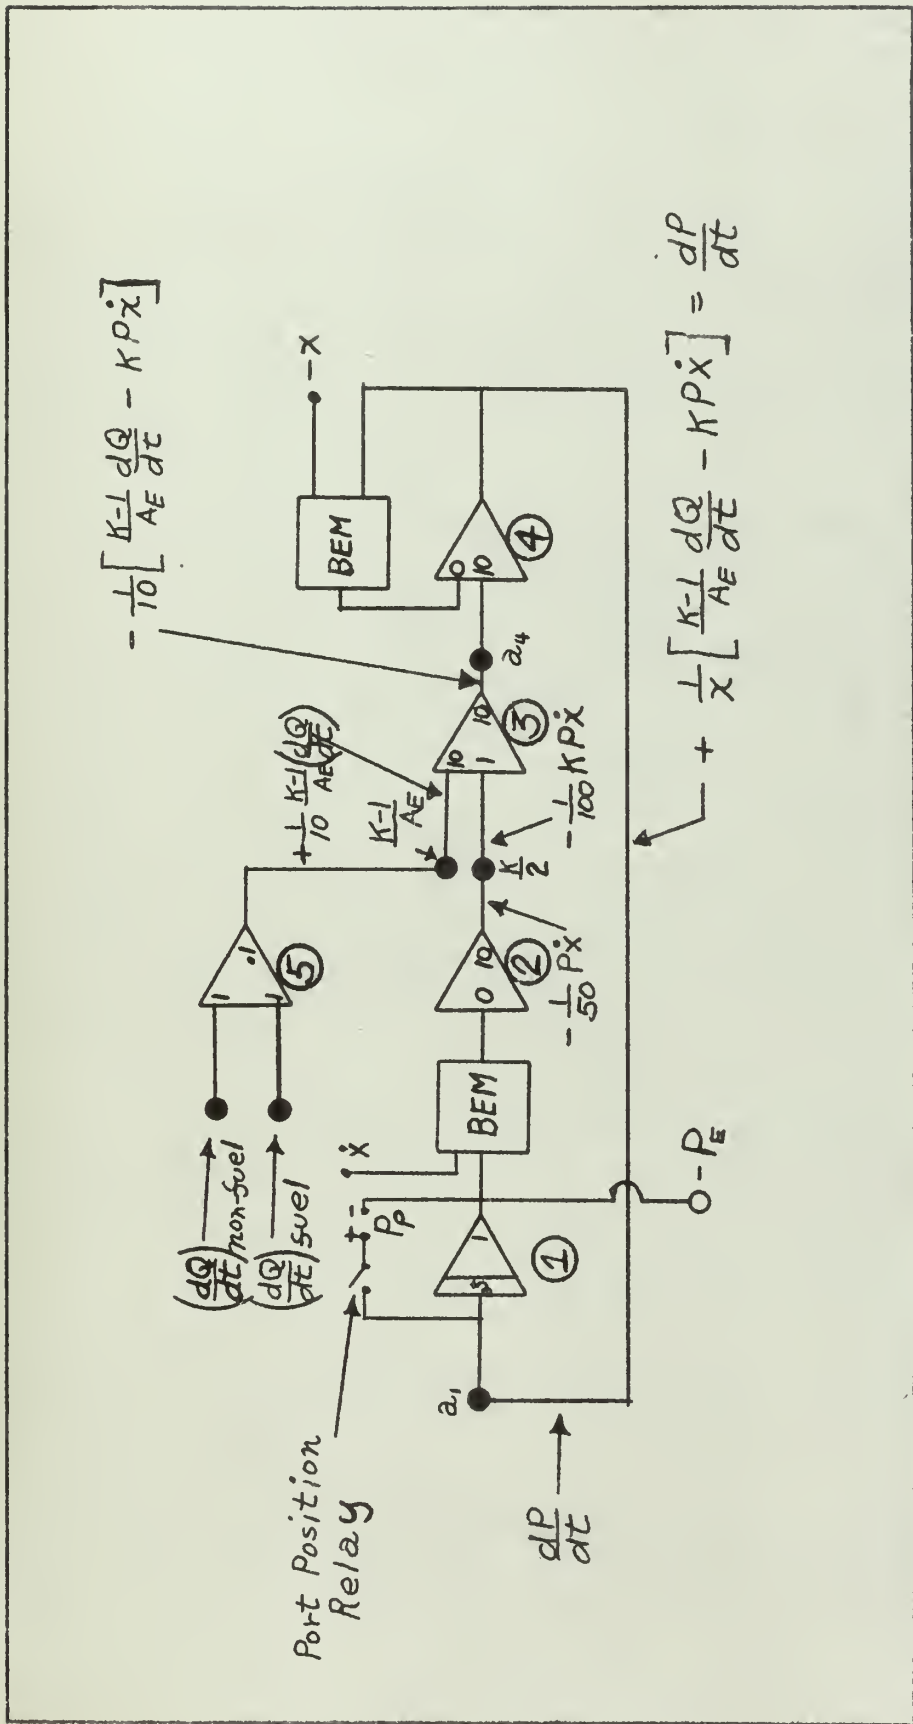 - 1/10 [ K-1/A_E dQ/dt - KPẋ ]
-x
BEM
+ 1/10 K-1/A_E (dQ/dt)
K-1/A_E
10
1
10
③
a₄
0
10
④
(dQ/dt) non-fuel
(dQ/dt) fuel
1
1
.1
⑤
ẋ
BEM
0
10
②
K/2
- 1/50 Pẋ
- 1/100 KPẋ
Port Position
Relay
+ -
P_P
a₁
S
1
①
dP/dt
- P_E
+ 1/x [ K-1/A_E dQ/dt - KPẋ ] = dP/dt